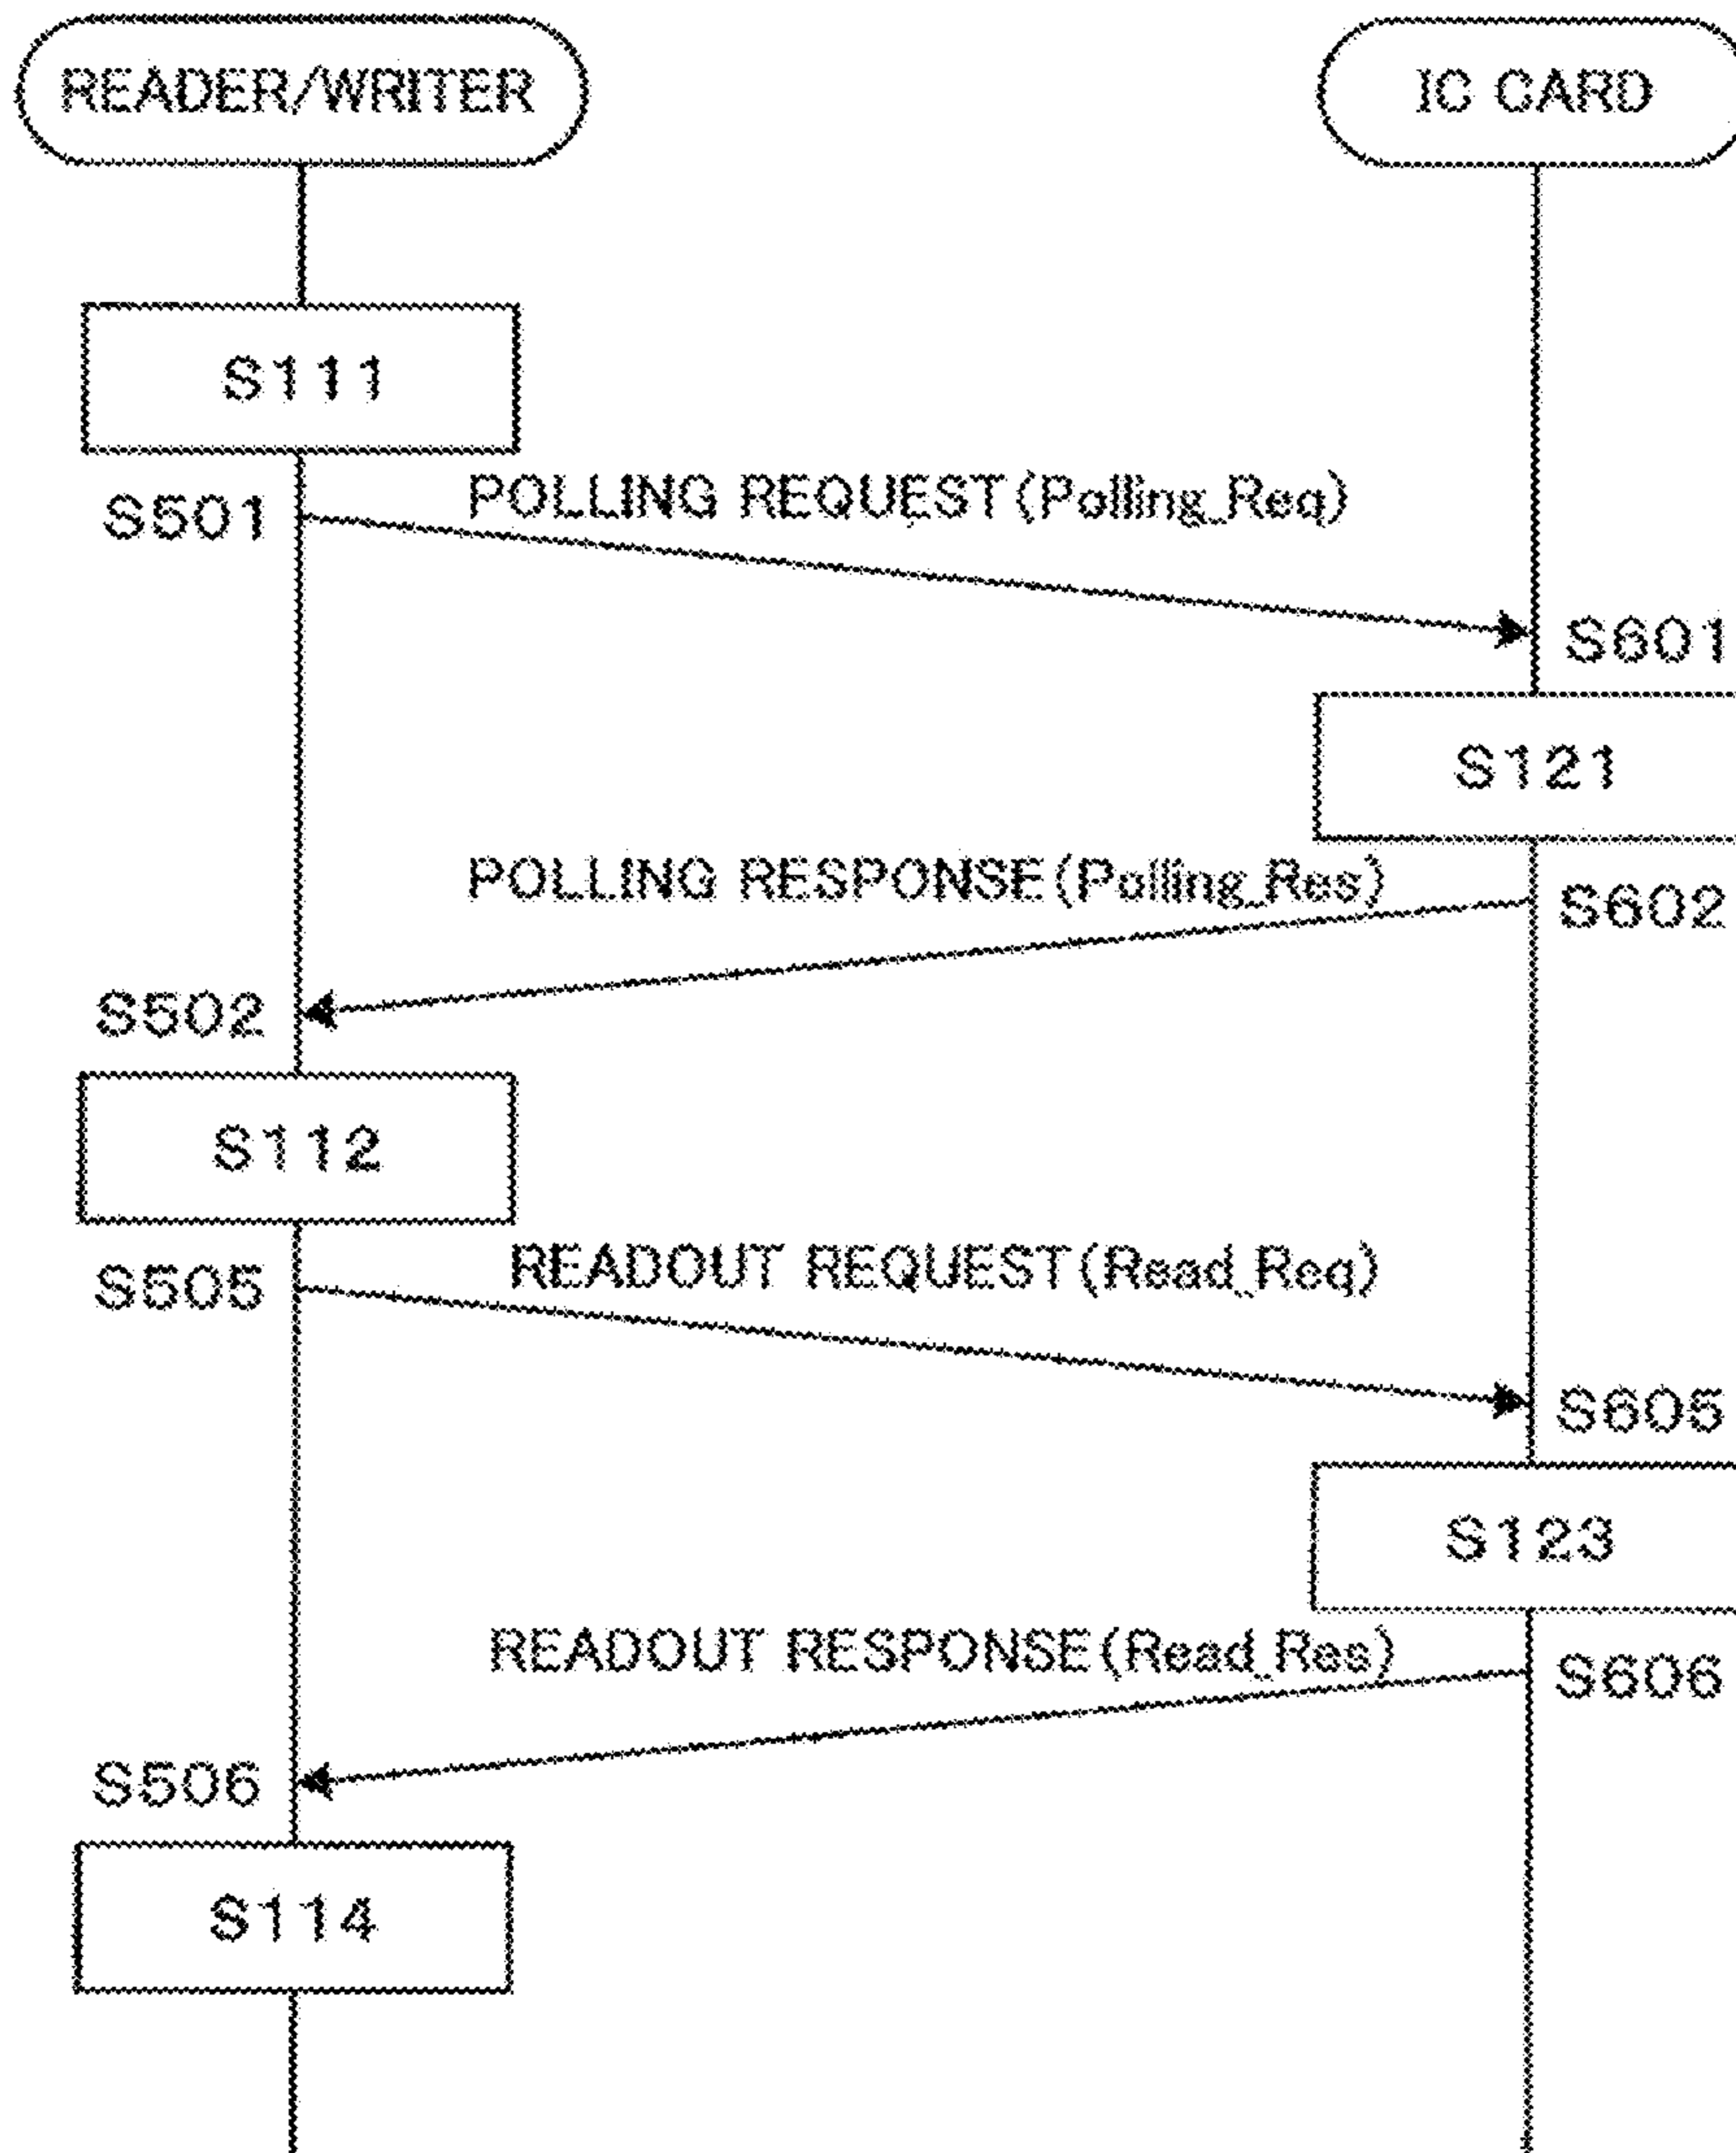 READER/WRITER
IC CARD
S111
S501
POLLING REQUEST(Polling_Req)
S601
S121
POLLING RESPONSE(Polling_Res)
S602
S502
S112
S505
READOUT REQUEST(Read_Req)
S605
S123
READOUT RESPONSE(Read_Res)
S606
S506
S114